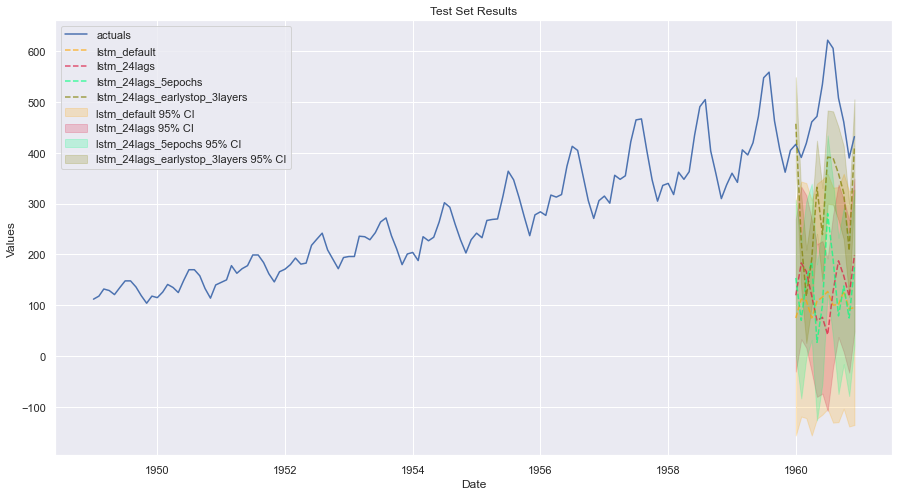 Test Set Results
actuals
lstm_default
lstm_24lags
lstm_24lags_5epochs
lstm_24lags_earlystop_3layers
lstm_default 95% CI
lstm_24lags 95% CI
lstm_24lags_5epochs 95% CI
lstm_24lags_earlystop_3layers 95% CI
Values
600
500
400
300
200
100
0
−100
1950
1952
1954
1956
1958
1960
Date